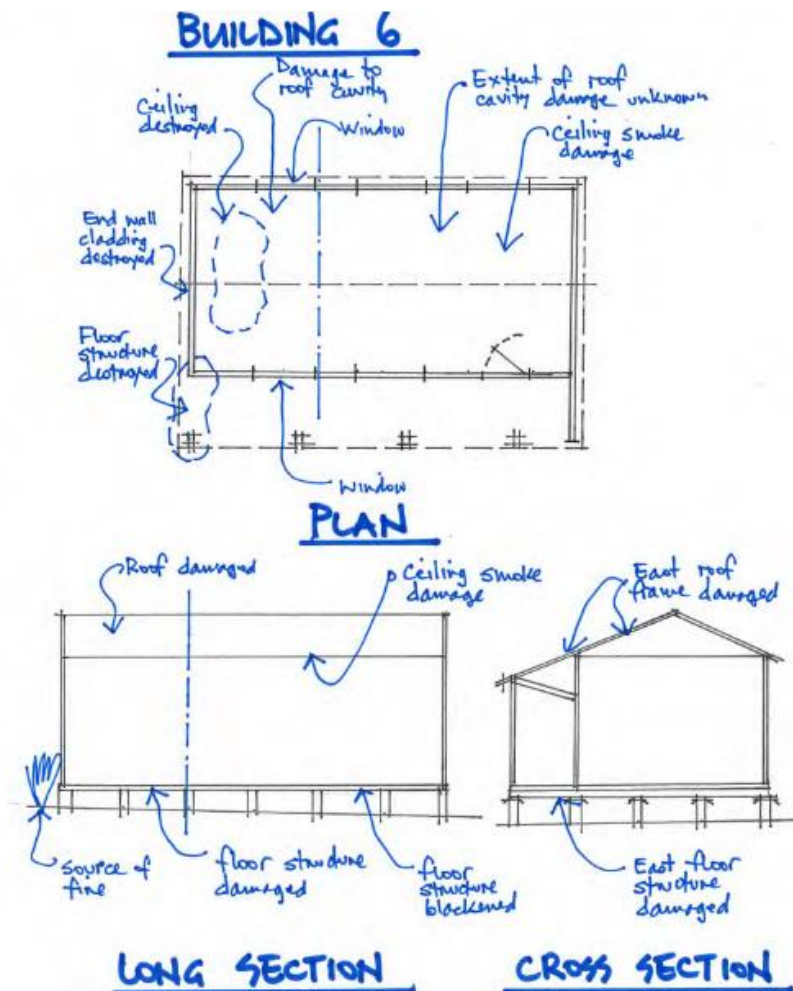 BUILDING 6
Damage to
roof cavity
Extent of roof
cavity damage unknown
Ceiling
destroyed
Window
Ceiling smoke
damage
End wall
cladding
destroyed
Floor
structure
destroyed
Window
PLAN
Roof damaged
Ceiling smoke
damage
East roof
frame damaged
Source of
fire
floor structure
damaged
floor
structure
blackened
East floor
structure
damaged
LONG SECTION
CROSS SECTION